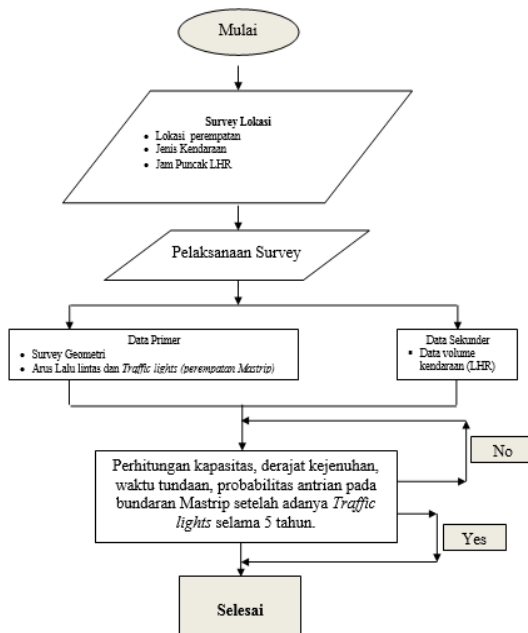 Mulai
Survey Lokasi
• Lokasi perempatan
• Jenis Kendaraan
• Jam Puncak LHR
Pelaksanaan Survey
Data Primer
• Survey Geometri
• Arus Lalu lintas dan Traffic lights (perempatan Mastrip)
Data Sekunder
▪ Data volume
kendaraan (LHR)
No
Perhitungan kapasitas, derajat kejenuhan,
waktu tundaan, probabilitas antrian pada
bundaran Mastrip setelah adanya Traffic
lights selama 5 tahun.
Yes
Selesai